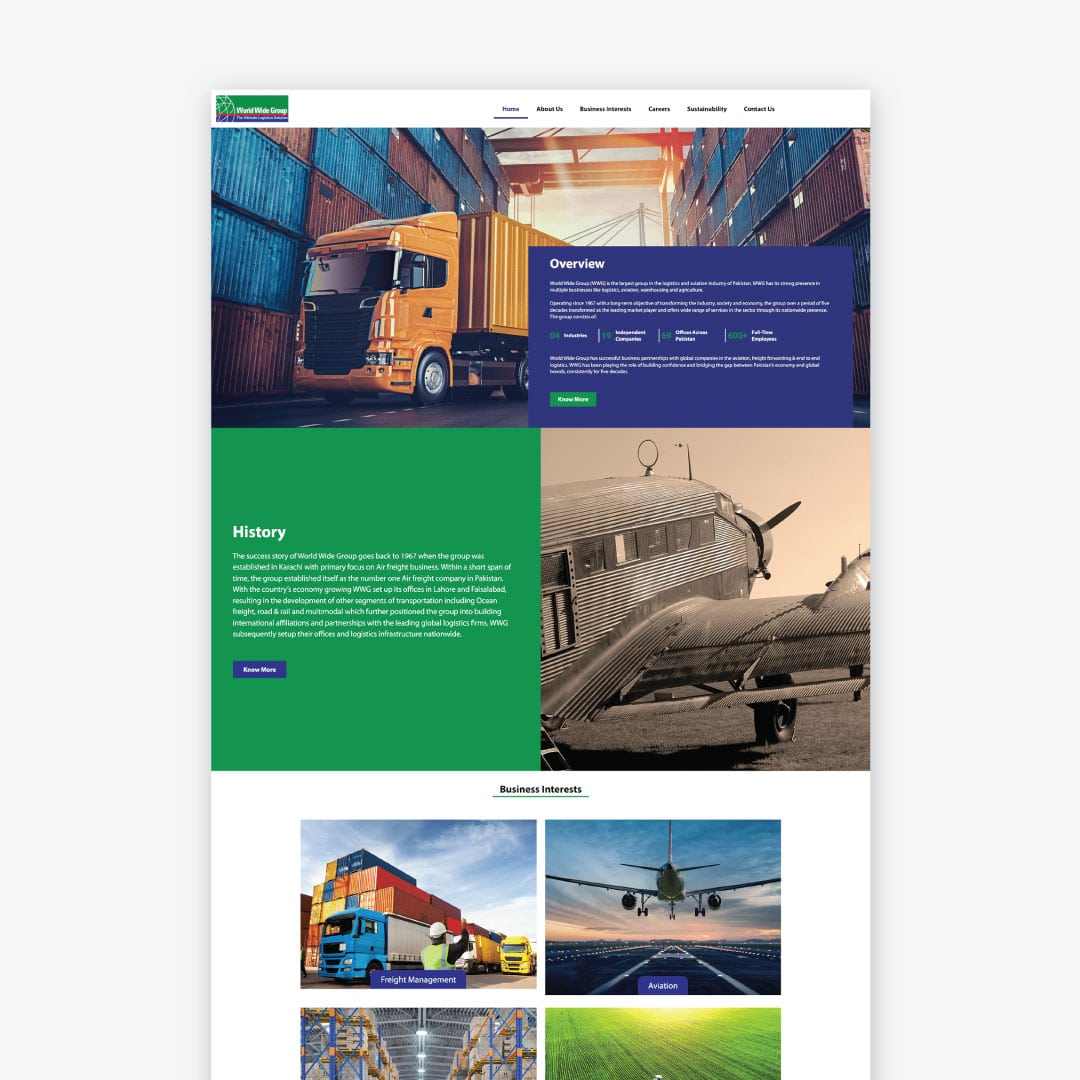 World Wide Group
The Ultimate Logistics Solution
Home About Us Business Interests Careers Sustainability Contact Us
Overview
World Wide Group (WWG) is the largest group in the logistics and aviation industry of Pakistan. WWG has its strong presence in
multiple businesses like logistics, aviation, warehousing and agriculture.
Operating since 1967 with a long-term objective of transforming the industry, society and economy, the group over a period of five
decades transformed as the leading market player and offers wide range of services in the sector through its nationwide presence.
The group consists of:
04 Industries 19 Independent Companies 69 Offices Across Pakistan 600+ Full-Time Employees
World Wide Group has successful business partnerships with global companies in the aviation, freight forwarding & end to end
logistics. WWG has been playing the role of building confidence and bridging the gap between Pakistan's economy and global
brands, consistently for five decades.
Know More
History
The success story of World Wide Group goes back to 1967 when the group was
established in Karachi with primary focus on Air freight business. Within a short span of
time, the group established itself as the number one Air freight company in Pakistan.
With the country's economy growing WWG set up its offices in Lahore and Faisalabad,
resulting in the development of other segments of transportation including Ocean
freight, road & rail and multimodal which further positioned the group into building
international affiliations and partnerships with the leading global logistics firms. WWG
subsequently setup their offices and logistics infrastructure nationwide.
Know More
Business Interests
Freight Management
Aviation